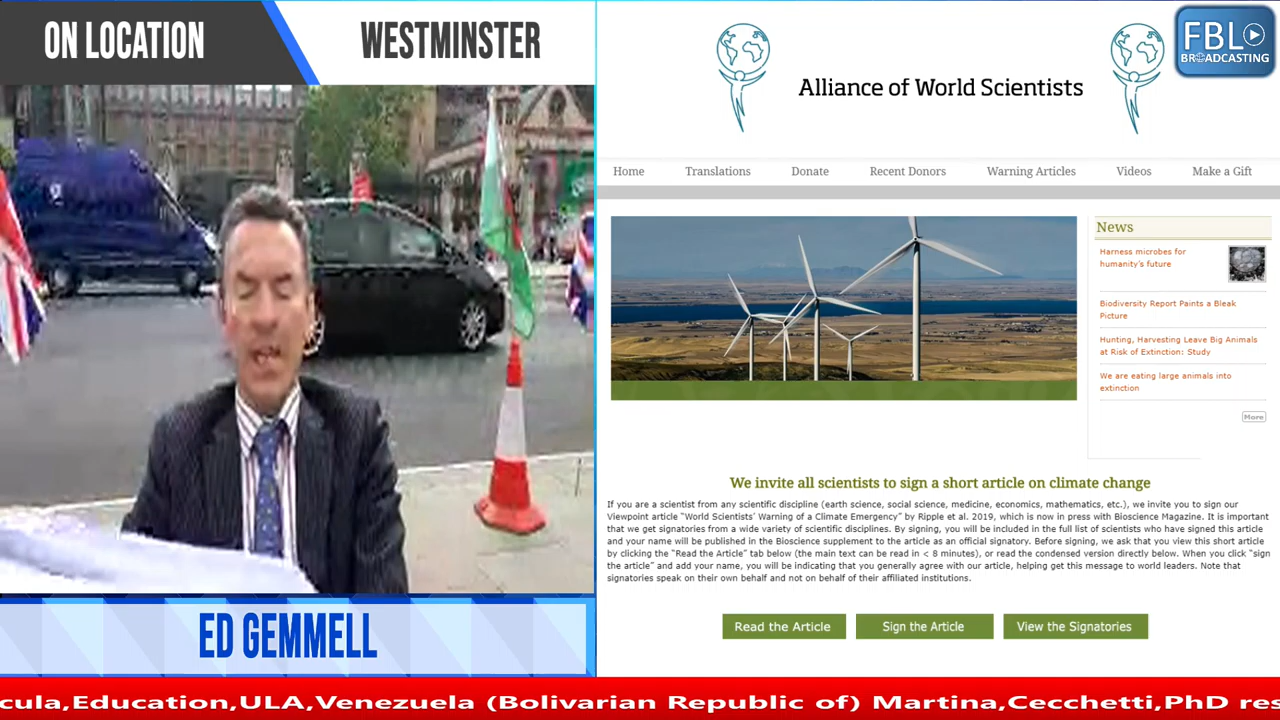 ON LOCATION
WESTMINSTER
FBL
BROADCASTING
Alliance of World Scientists
Home Translations Donate Recent Donors Warning Articles Videos Make a Gift
News
Harness microbes for
humanity's future
Biodiversity Report Paints a Bleak
Picture
Hunting, Harvesting Leave Big Animals
at Risk of Extinction: Study
We are eating large animals into
extinction
More
We invite all scientists to sign a short article on climate change
If you are a scientist from any scientific discipline (earth science, social science, medicine, economics, mathematics, etc.), we invite you to sign our
Viewpoint article "World Scientists' Warning of a Climate Emergency" by Ripple et al. 2019, which is now in press with Bioscience Magazine. It is important
that we get signatories from a wide variety of scientific disciplines. By signing, you will be included in the full list of scientists who have signed this article
and your name will be published in the Bioscience supplement to the article as an official signatory. Before signing, we ask that you view this short article
by clicking the "Read the Article" tab below (the main text can be read in < 8 minutes), or read the condensed version directly below. When you click "sign
the article" and add your name, you will be indicating that you generally agree with our article, helping get this message to world leaders. Note that
signatories speak on their own behalf and not on behalf of their affiliated institutions.
Read the Article Sign the Article View the Signatories
ED GEMMELL
cula,Education,ULA,Venezuela (Bolivarian Republic of) Martina,Cecchetti,PhD res